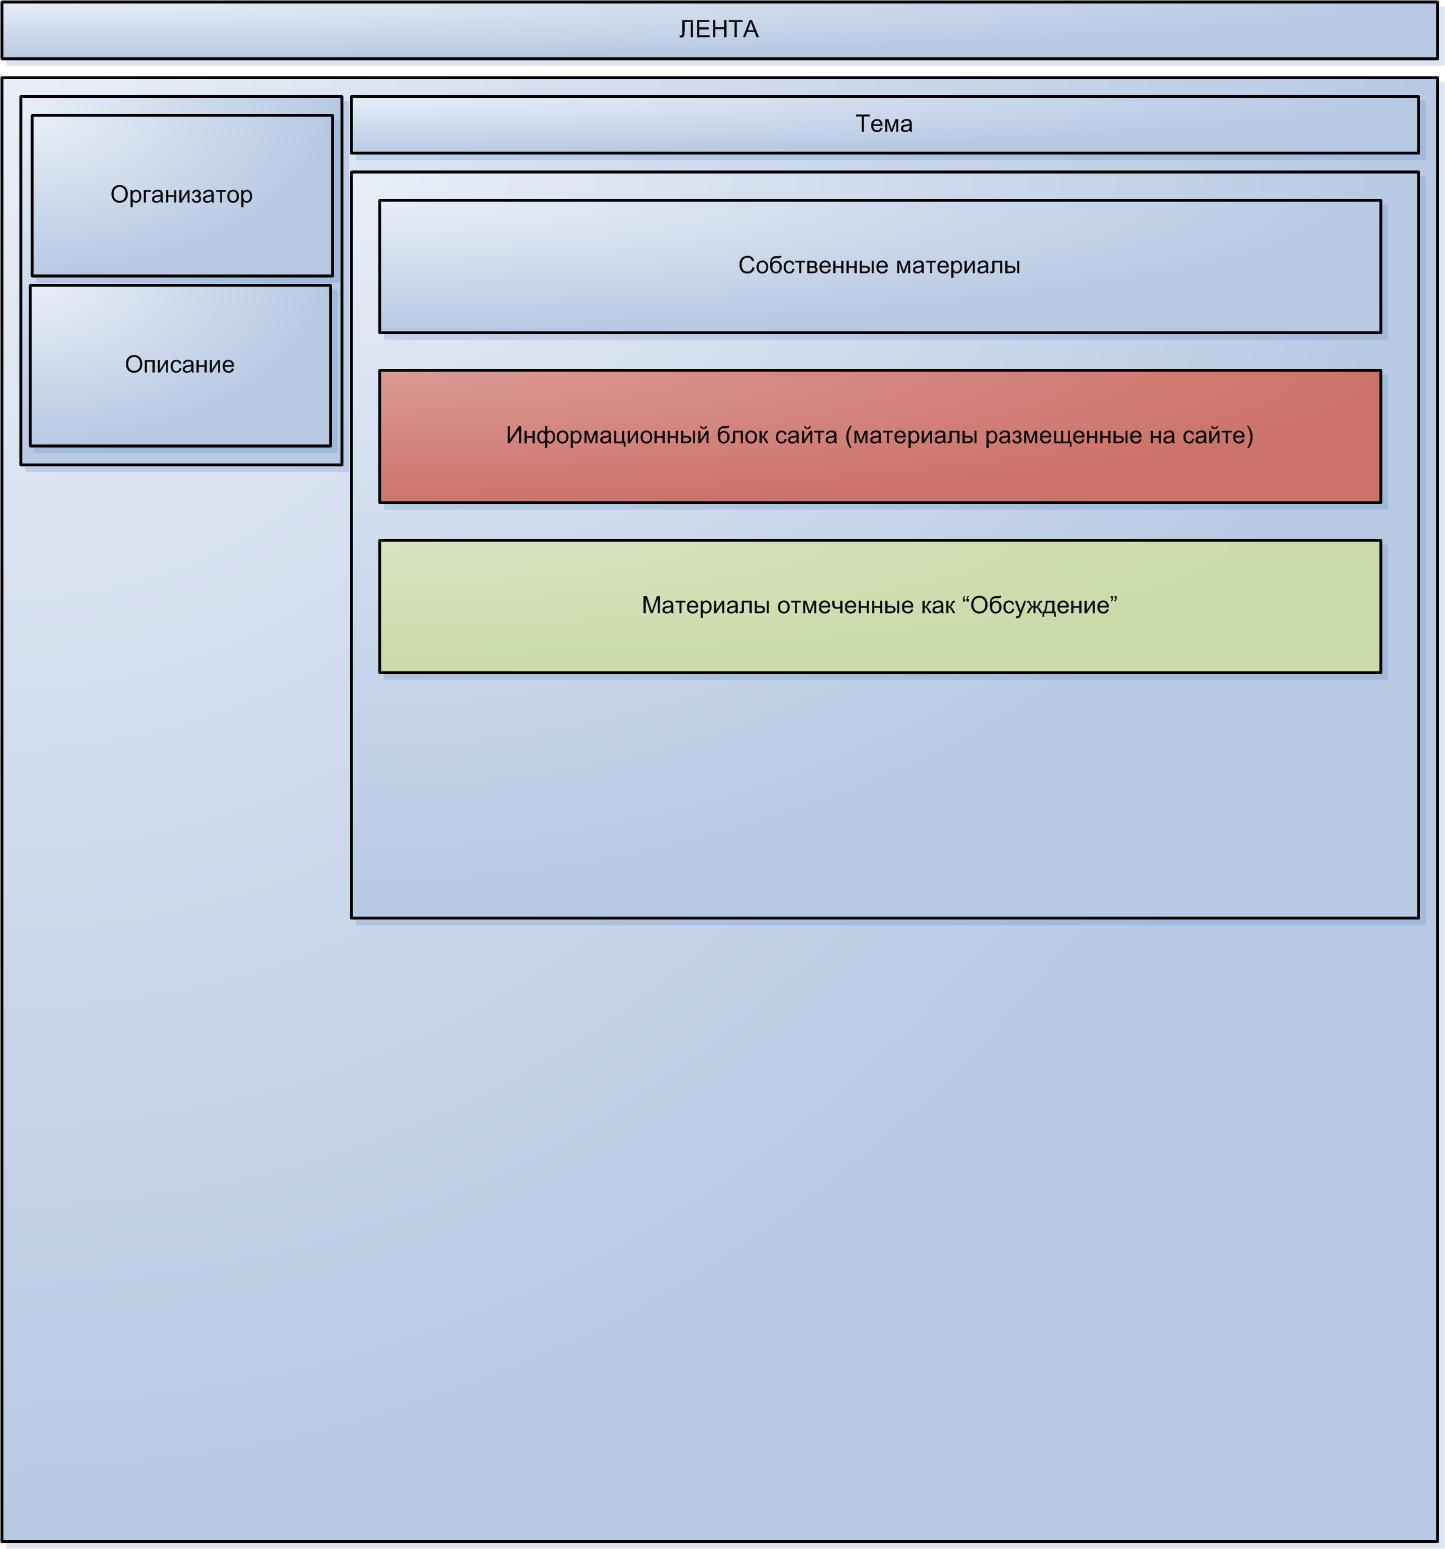 ЛЕНТА
Тема
Организатор
Описание
Собственные материалы
Информационный блок сайта (материалы размещенные на сайте)
Материалы отмеченные как “Обсуждение”